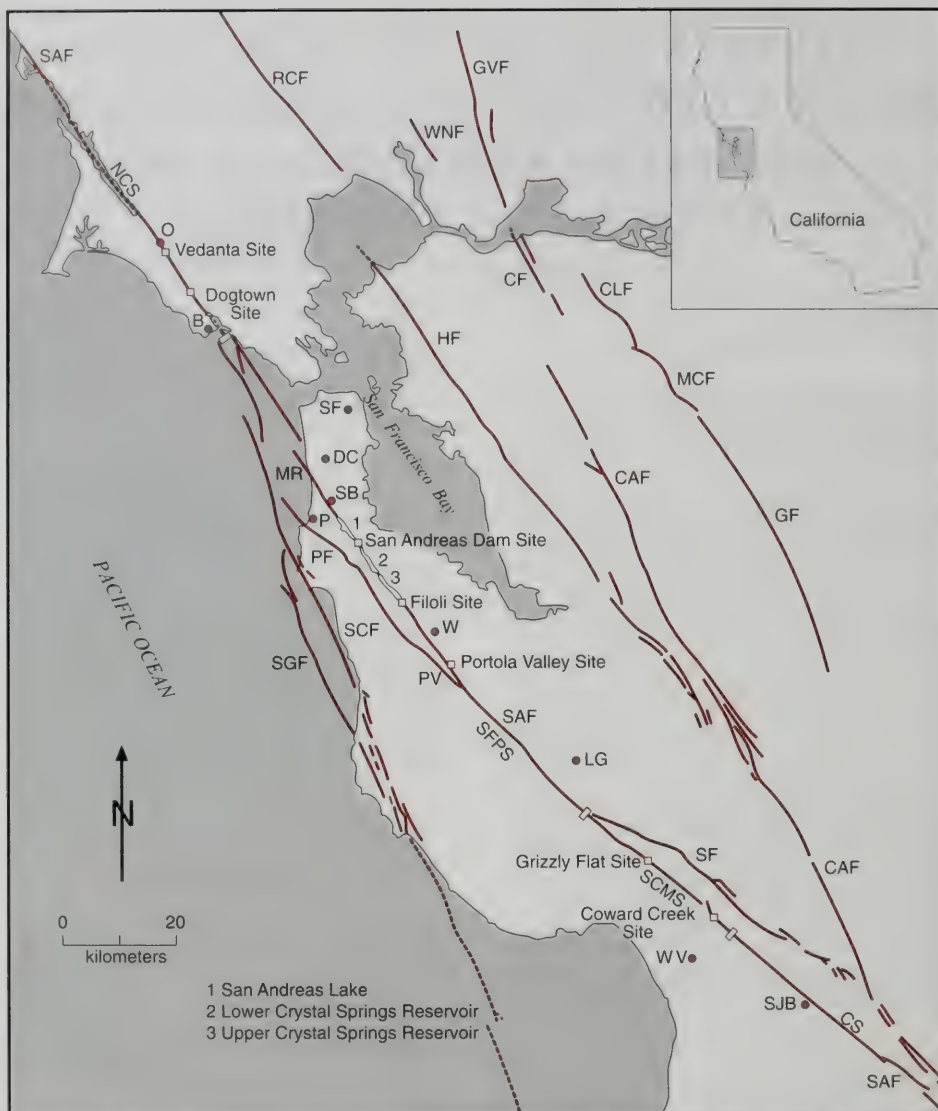 SAF
RCF
GVF
WNF
NCS
California
O
Vedanta Site
Dogtown
Site
B
CF
CLF
HF
MCF
SF
San Francisco Bay
DC
CAF
MR
SB
GF
P
1
San Andreas Dam Site
PF
2
3
Filoli Site
PACIFIC OCEAN
SCF
W
SGF
Portola Valley Site
PV
SAF
SFPS
LG
N
SF
Grizzly Flat Site
SCMS
CAF
0 20
kilometers
Coward Creek
Site
WV
SJB
CS
1 San Andreas Lake
2 Lower Crystal Springs Reservoir
3 Upper Crystal Springs Reservoir
SAF